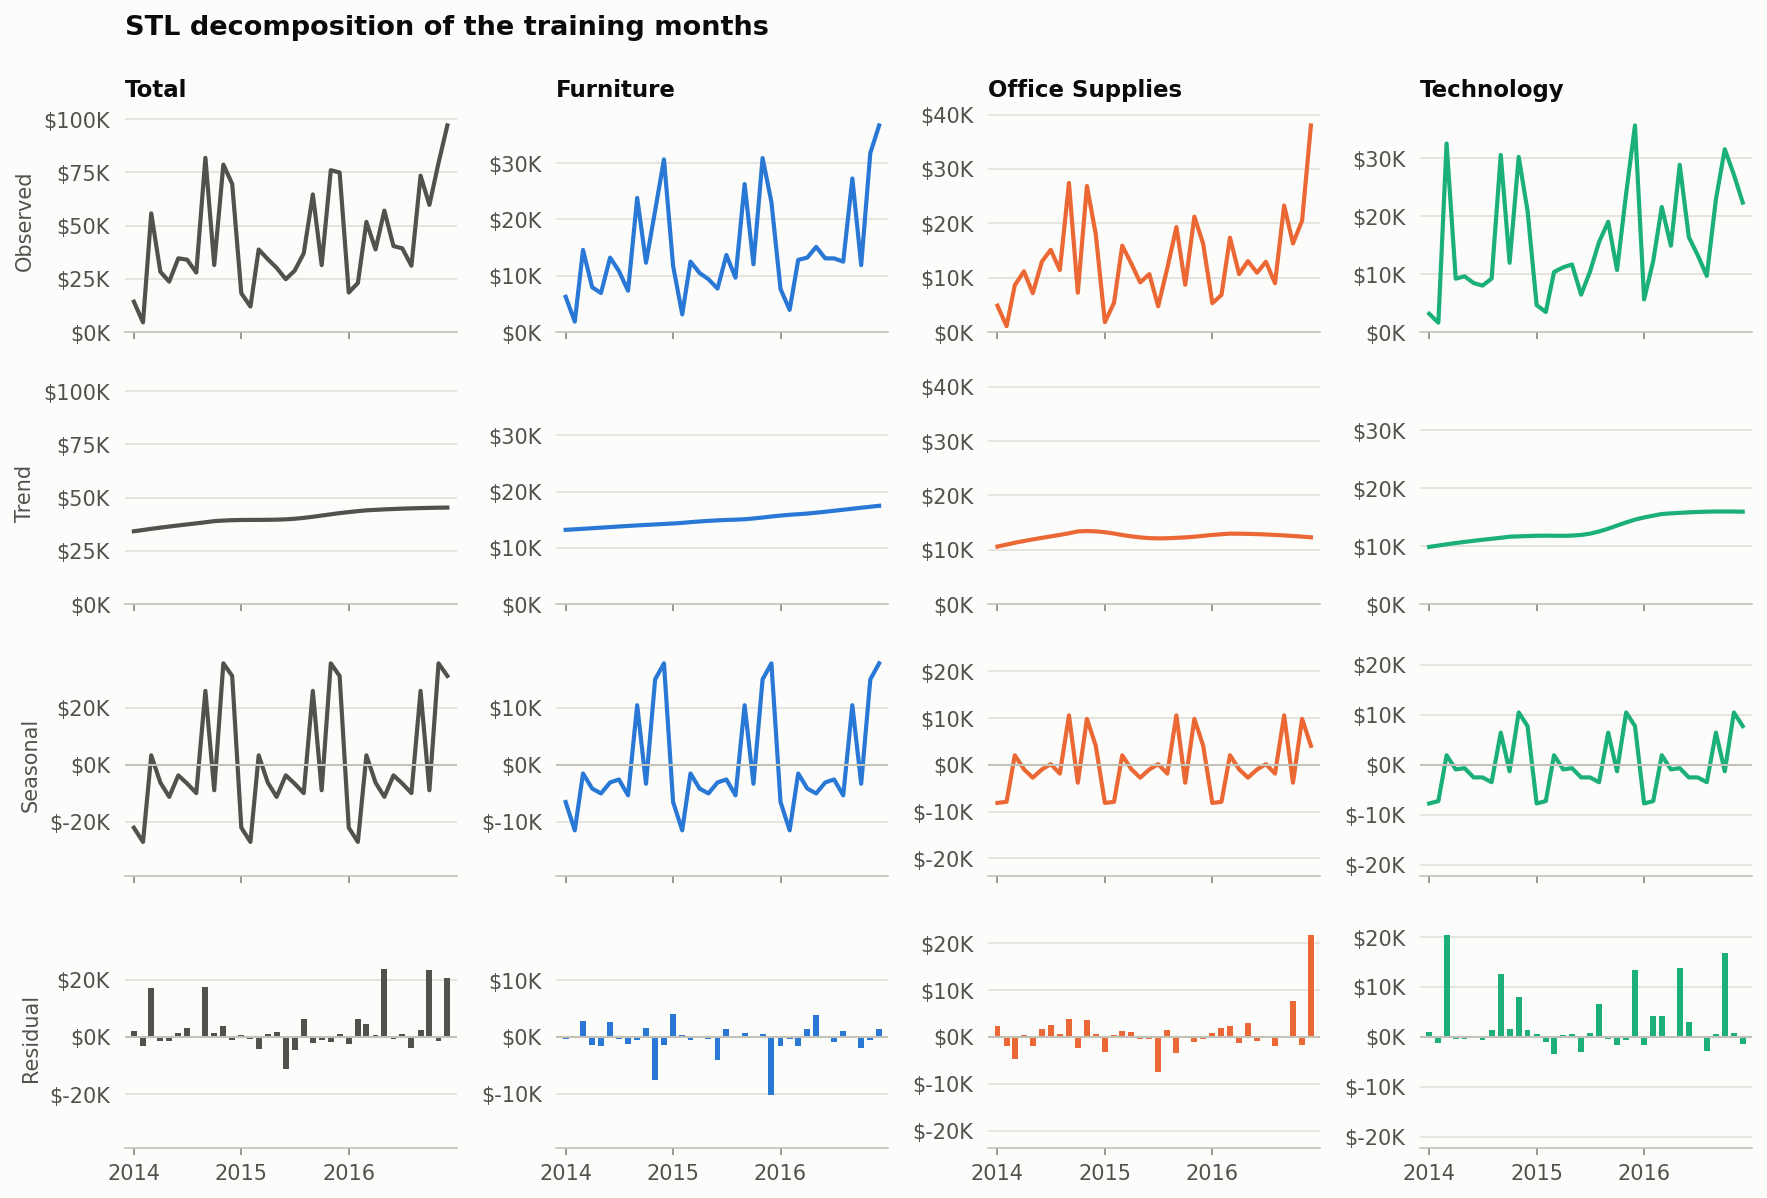 STL decomposition of the training months
Total
Furniture
Office Supplies
Technology
Observed
$100K
$75K
$50K
$25K
$0K
$30K
$20K
$10K
$0K
$40K
$30K
$20K
$10K
$0K
$30K
$20K
$10K
$0K
Trend
$100K
$75K
$50K
$25K
$0K
$30K
$20K
$10K
$0K
$40K
$30K
$20K
$10K
$0K
$30K
$20K
$10K
$0K
Seasonal
$20K
$0K
$-20K
$10K
$0K
$-10K
$20K
$10K
$0K
$-10K
$-20K
$20K
$10K
$0K
$-10K
$-20K
Residual
$20K
$0K
$-20K
$10K
$0K
$-10K
$20K
$10K
$0K
$-10K
$-20K
$20K
$10K
$0K
$-10K
$-20K
2014 2015 2016
2014 2015 2016
2014 2015 2016
2014 2015 2016